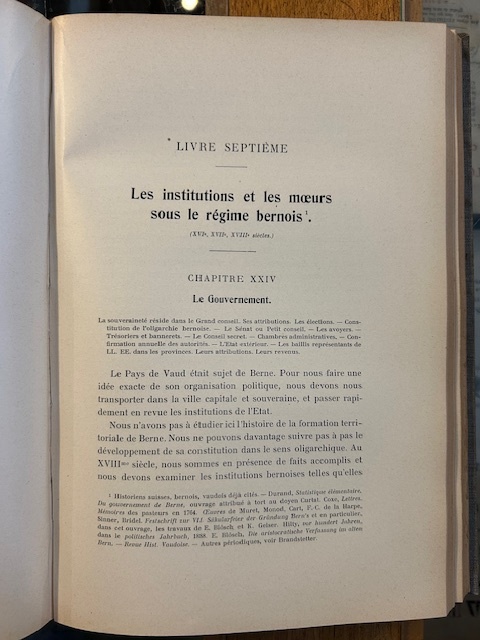 LIVRE SEPTIÉME
Les institutions et les mœurs
sous le régime bernois¹.
(XVIe, XVIIe, XVIIIe siècles.)
CHAPITRE XXIV
Le Gouvernement.
La souveraineté réside dans le Grand conseil. Ses attributions. Les élections. — Cons-
titution de l'oligarchie bernoise. — Le Sénat ou Petit conseil. — Les avoyers. —
Trésoriers et bannerets. — Le Conseil secret. — Chambres administratives. — Con-
firmation annuelle des autorités. — L'Etat extérieur. — Les baillis représentants de
LL. EE. dans les provinces. Leurs attributions. Leurs revenus.
Le Pays de Vaud était sujet de Berne. Pour nous faire une
idée exacte de son organisation politique, nous devons nous
transporter dans la ville capitale et souveraine, et passer rapi-
dement en revue les institutions de l'Etat.
Nous n'avons pas à étudier ici l'histoire de la formation terri-
toriale de Berne. Nous ne pouvons davantage suivre pas à pas le
développement de sa constitution dans le sens oligarchique. Au
XVIIIme siècle, nous sommes en présence de faits accomplis et
nous devons examiner les institutions bernoises telles qu'elles
¹ Historiens suisses, bernois, vaudois déjà cités. — Durand, Statistique élémentaire.
Du gouvernement de Berne, ouvrage attribué à tort au doyen Curtat. Coxe, Lettres.
Mémoires des pasteurs en 1764. Œuvres de Muret, Monod, Cart, F.-C. de la Harpe,
Sinner, Bridel. Festschrift zur VII Säkularfeier der Gründung Bern's et en particulier,
dans cet ouvrage, les travaux de E. Blösch et K. Geiser. Hilty, vor hundert Jahren,
dans le politisches Jahrbuch, 1888. E. Blösch, Die aristocratische Verfassung im alten
Bern. — Revue Hist. Vaudoise. — Autres périodiques, voir Brandstetter.